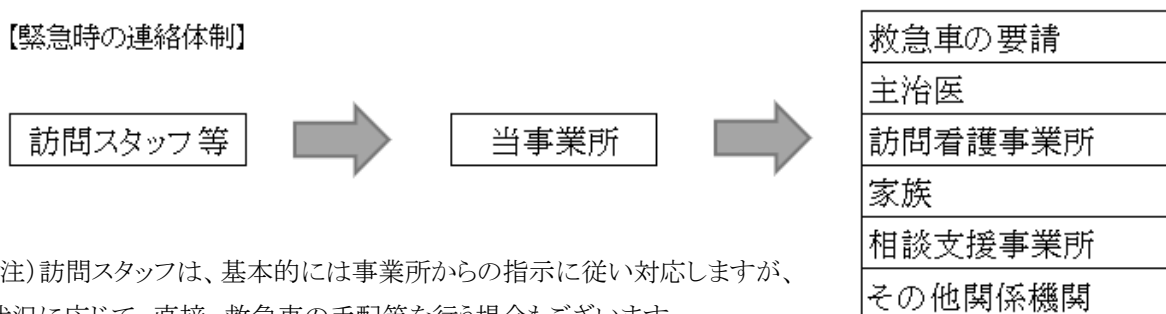 【緊急時の連絡体制】
訪問スタッフ等
当事業所
救急車の要請
主治医
訪問看護事業所
家族
相談支援事業所
その他関係機関
注)訪問スタッフは、基本的には事業所からの指示に従い対応しますが、
状況に応じて、直接、救急車の手配等を行う場合もございます